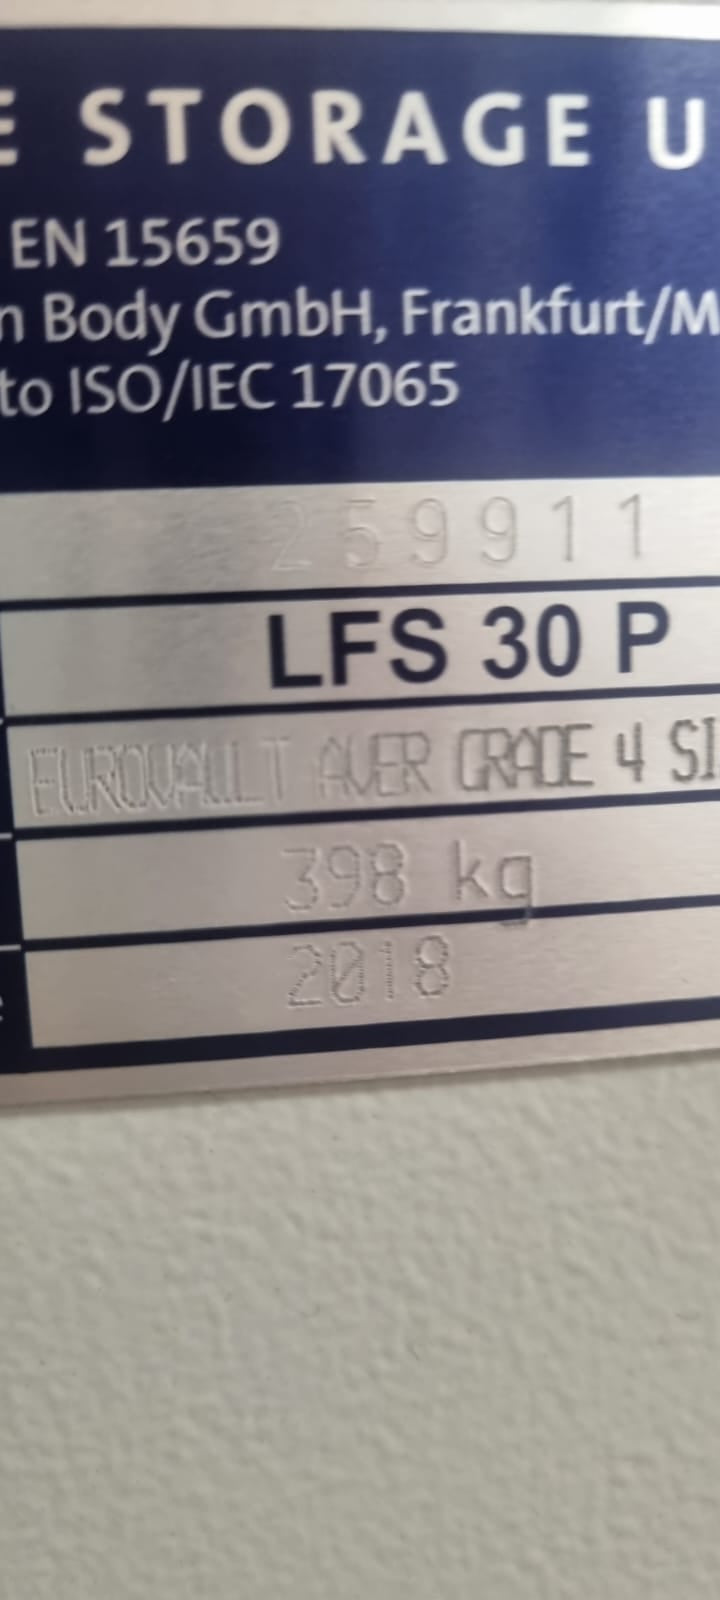 E STORAGE U
EN 15659
n Body GmbH, Frankfurt/M
to ISO/IEC 17065
259911
LFS 30 P
EUROVAULT AVER GRADE 4 SI
398 kg
2018